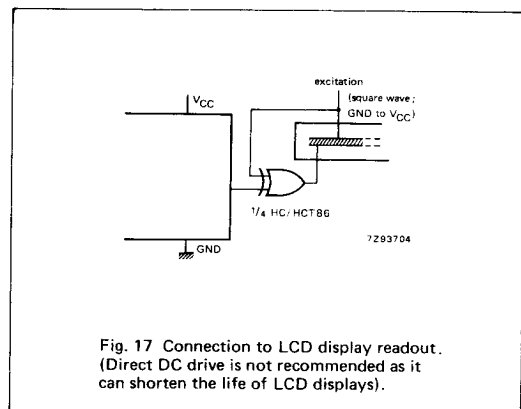 excitation
(square wave;
GND to VCC)
VCC
1/4 HC/HCT86
GND
7Z93704
Fig. 17 Connection to LCD display readout.
(Direct DC drive is not recommended as it
can shorten the life of LCD displays).